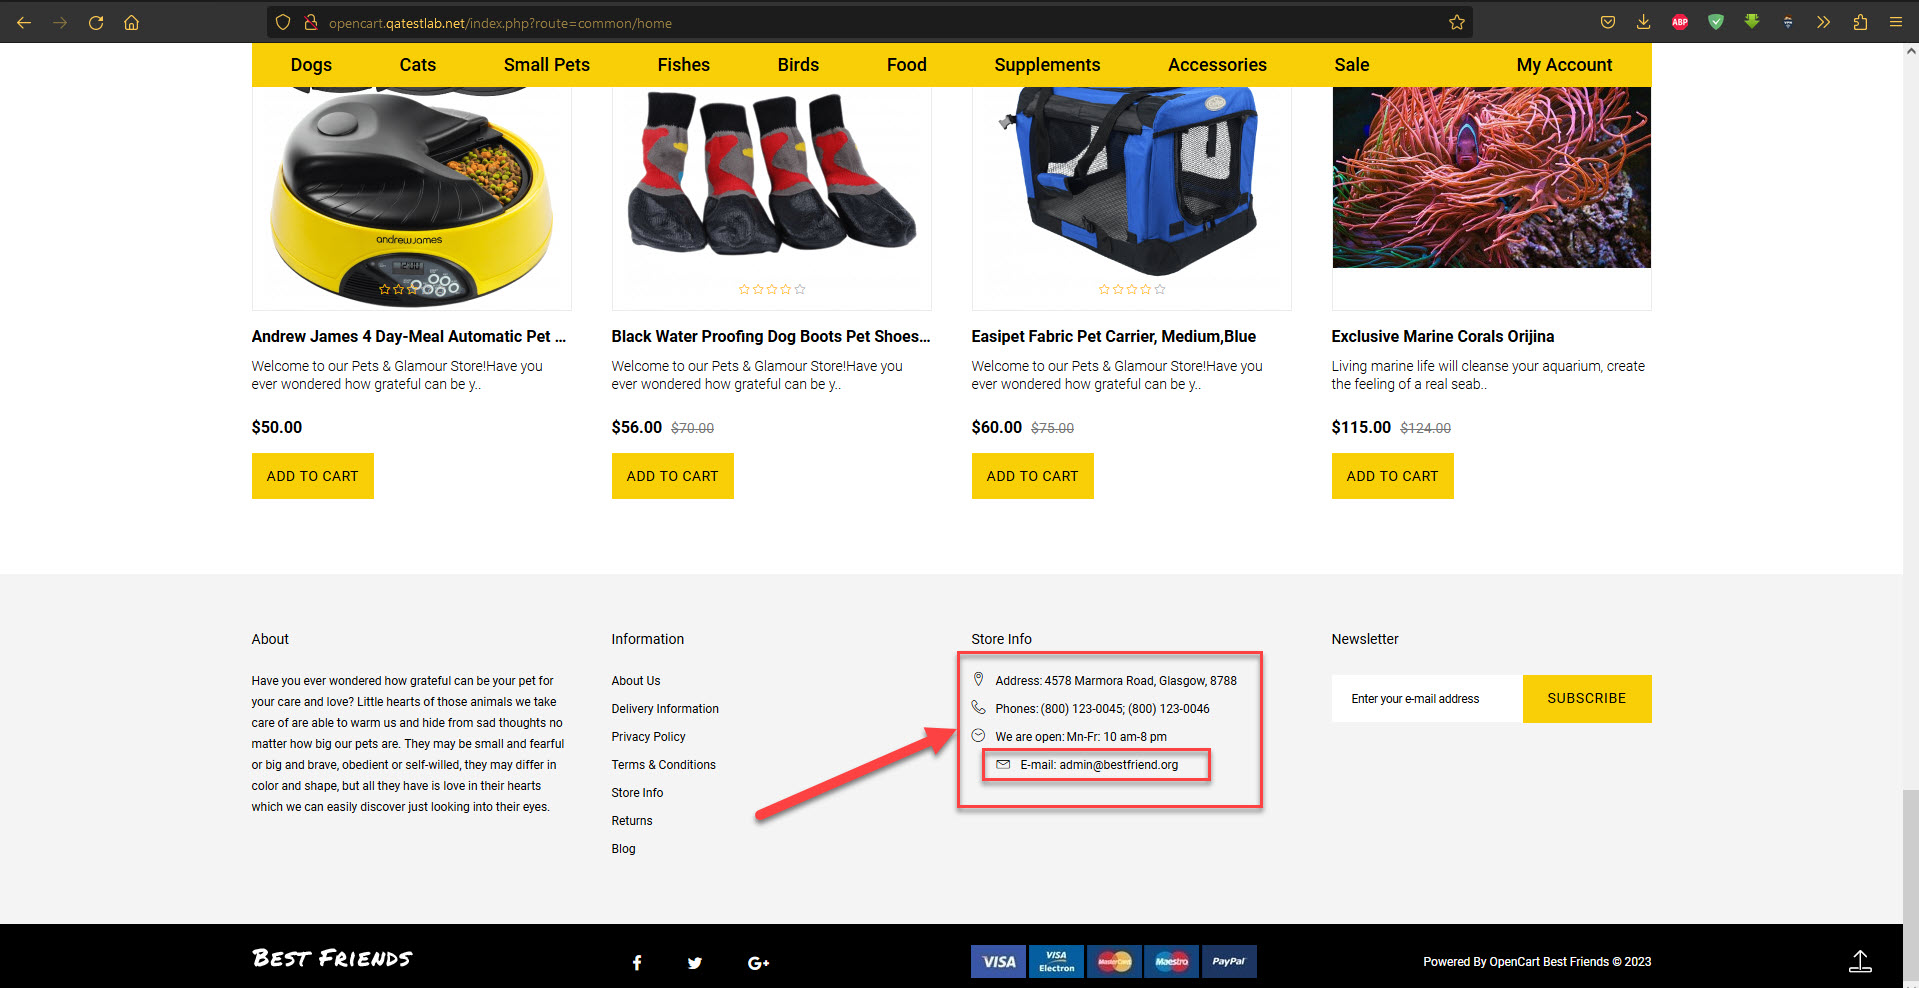 opencart.qatestlab.net/index.php?route=common/home
ABP
Dogs Cats Small Pets Fishes Birds Food Supplements Accessories Sale My Account
andrewjames
12:00
Andrew James 4 Day-Meal Automatic Pet ...
Welcome to our Pets & Glamour Store!Have you
ever wondered how grateful can be y..
$50.00
ADD TO CART
Black Water Proofing Dog Boots Pet Shoes...
Welcome to our Pets & Glamour Store!Have you
ever wondered how grateful can be y..
$56.00 $70.00
ADD TO CART
Easipet Fabric Pet Carrier, Medium,Blue
Welcome to our Pets & Glamour Store!Have you
ever wondered how grateful can be y..
$60.00 $75.00
ADD TO CART
Exclusive Marine Corals Orijina
Living marine life will cleanse your aquarium, create
the feeling of a real seab..
$115.00 $124.00
ADD TO CART
About
Have you ever wondered how grateful can be your pet for
your care and love? Little hearts of those animals we take
care of are able to warm us and hide from sad thoughts no
matter how big our pets are. They may be small and fearful
or big and brave, obedient or self-willed, they may differ in
color and shape, but all they have is love in their hearts
which we can easily discover just looking into their eyes.
Information
About Us
Delivery Information
Privacy Policy
Terms & Conditions
Store Info
Returns
Blog
Store Info
Address: 4578 Marmora Road, Glasgow, 8788
Phones: (800) 123-0045; (800) 123-0046
We are open: Mn-Fr: 10 am-8 pm
E-mail: admin@bestfriend.org
Newsletter
Enter your e-mail address
SUBSCRIBE
Best Friends
VISA
VISA Electron
MasterCard
Maestro
PayPal
Powered By OpenCart Best Friends © 2023